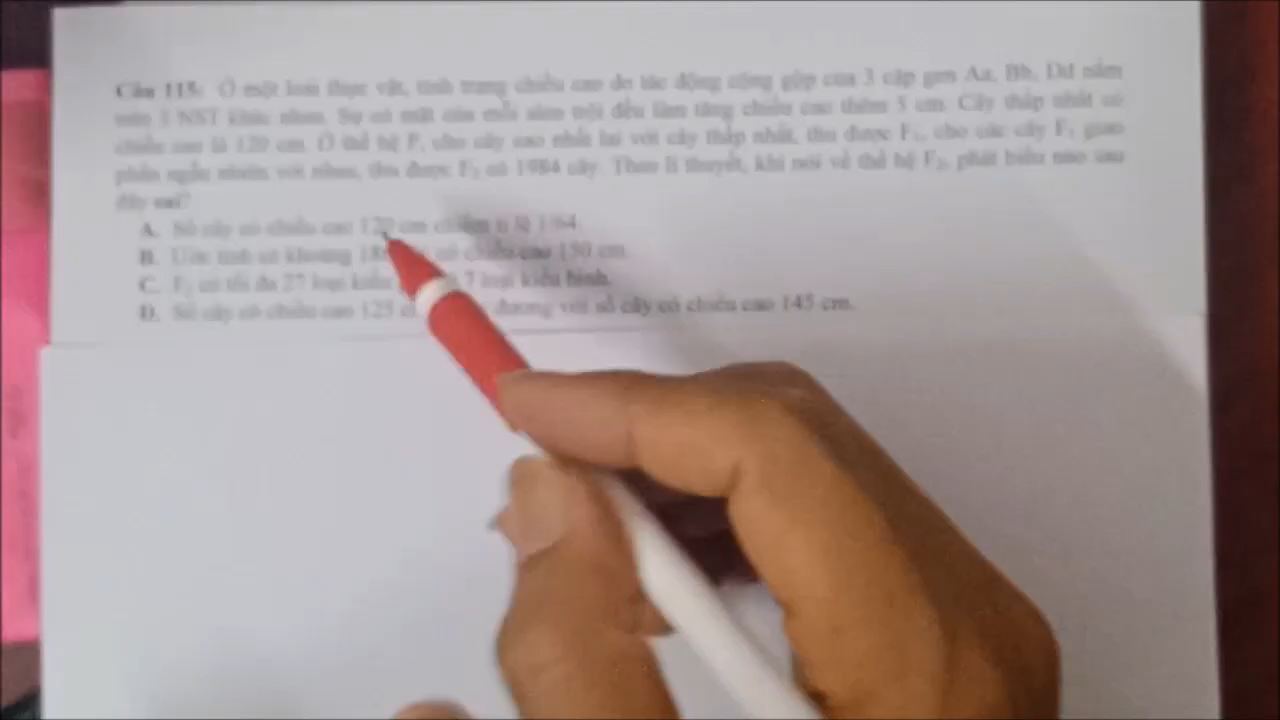 Câu 115: Ở một loài thực vật, tính trạng chiều cao do tác động cộng gộp của 3 cặp gen Aa, Bb, Dd nằm
trên 3 NST khác nhau. Sự có mặt của mỗi alen trội đều làm tăng chiều cao thêm 5 cm. Cây thấp nhất có
chiều cao là 120 cm. Ở thế hệ P, cho cây cao nhất lai với cây thấp nhất, thu được F₁, cho các cây F₁ giao
phấn ngẫu nhiên với nhau, thu được F₂ có 1984 cây. Theo lí thuyết, khi nói về thế hệ F₂, phát biểu nào sau
đây sai?
A. Số cây có chiều cao 120 cm chiếm tỉ lệ 1/64.
B. Ước tính có khoảng có chiều cao 150 cm.
C. F₂ có tối đa 27 loại kiểu 7 loại kiểu hình.
D. Số cây có chiều cao 125 đương với số cây có chiều cao 145 cm.